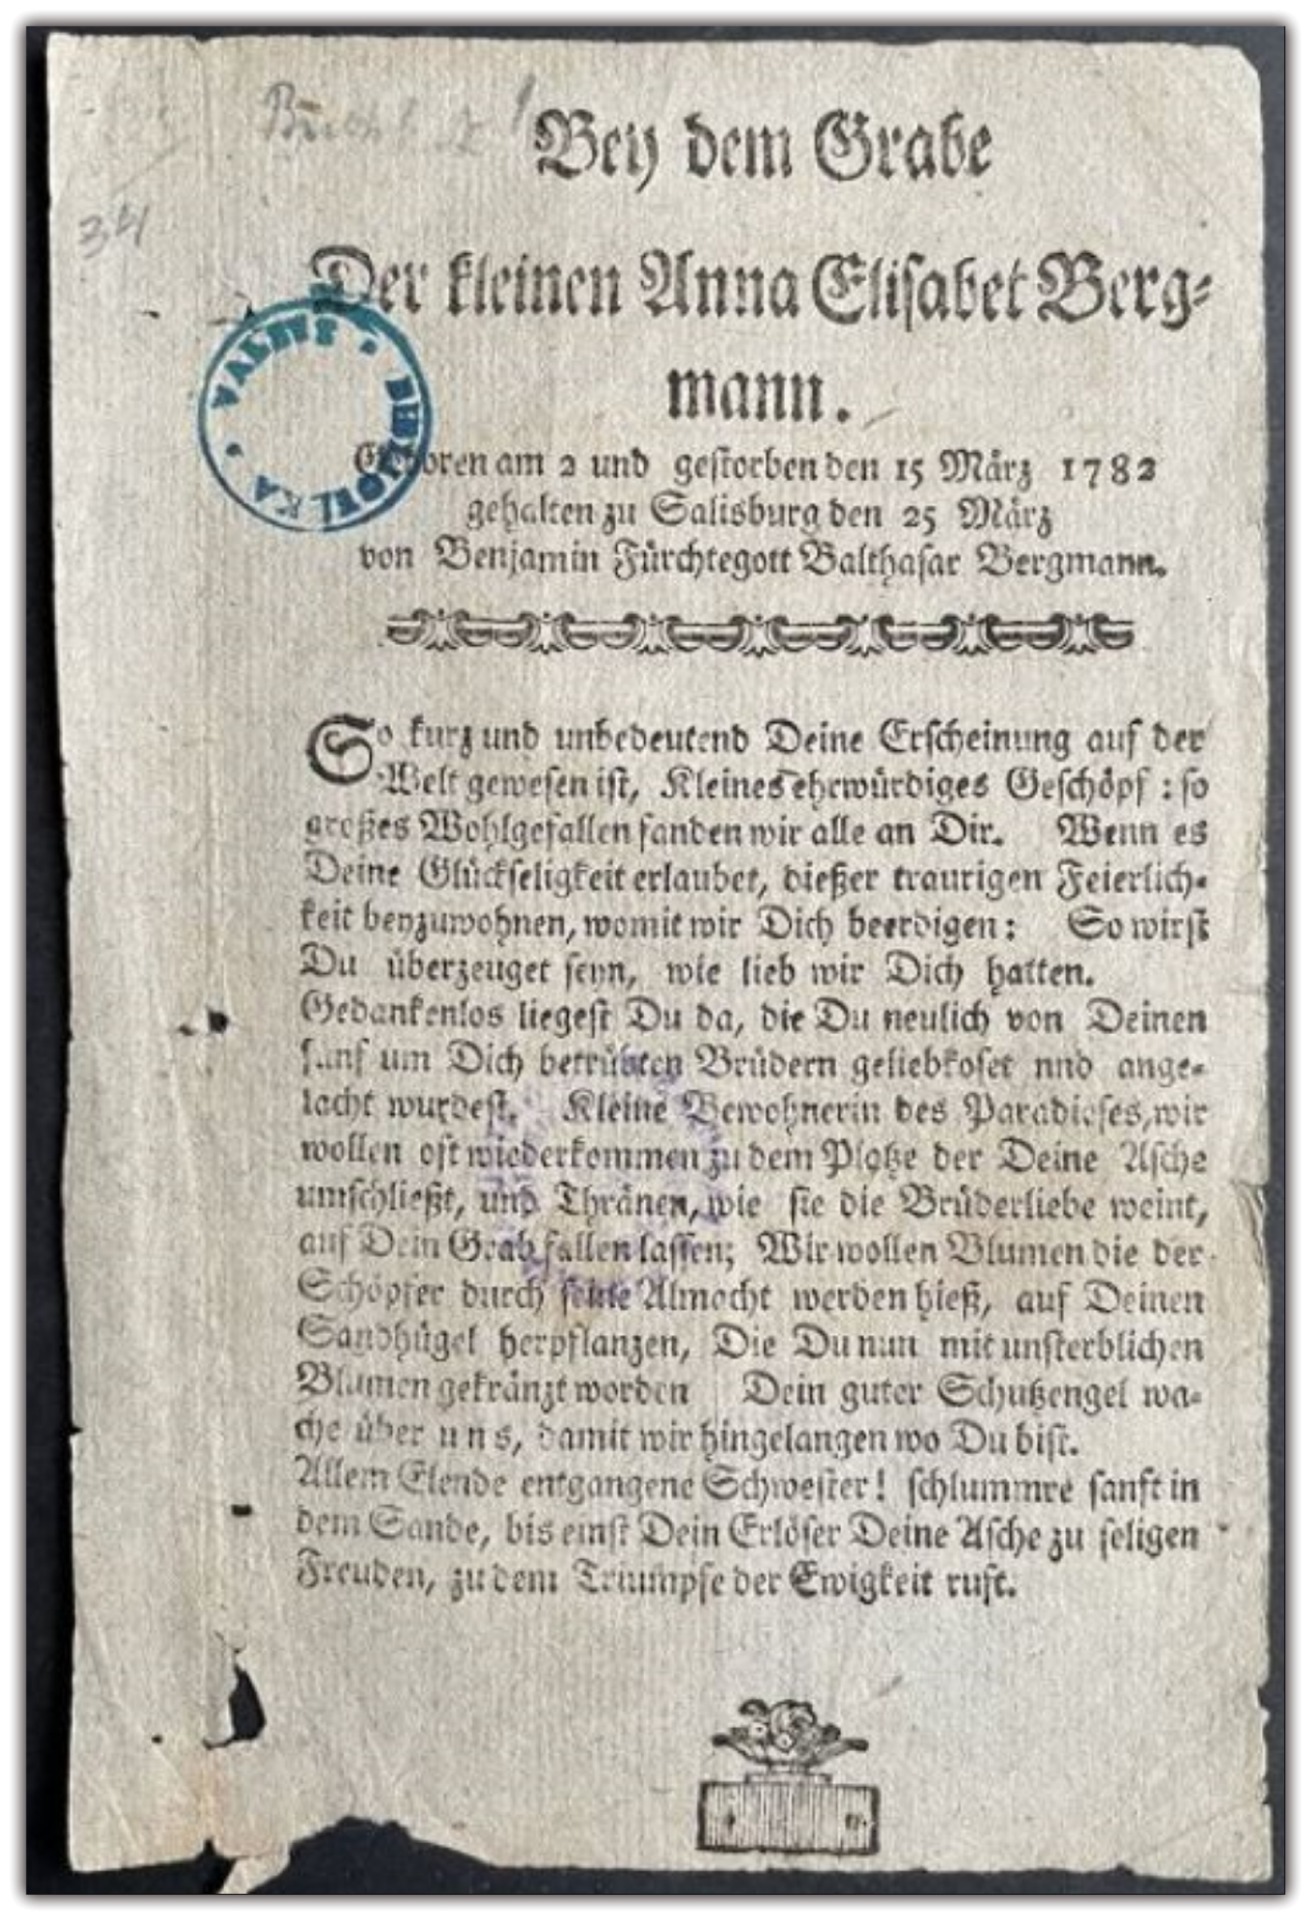 34
Bey dem Grabe
Der kleinen Anna Elisabet Berg-
mann.
VALSTS · BIBLIOTEKA ·
Geboren am 2 und gestorben den 15 März 1782
gehalten zu Salisburg den 25 März
von Benjamin Fürchtegott Balthasar Bergmann.
So kurz und unbedeutend Deine Erscheinung auf der
Welt gewesen ist, Kleines ehrwürdiges Geschöpf: so
großes Wohlgefallen fanden wir alle an Dir. Wenn es
Deine Glückseligkeit erlaubet, dießer traurigen Feierlich-
keit beyzuwohnen, womit wir Dich beerdigen: So wirst
Du überzeuget seyn, wie lieb wir Dich hatten.
Gedankenlos liegest Du da, die Du neulich von Deinen
fünf um Dich betrübten Brüdern geliebkoset nnd ange-
lacht wurdest. Kleine Bewohnerin des Paradieses, wir
wollen oft wiederkommen zu dem Platze der Deine Asche
umschließt, und Thränen, wie sie die Brüderliebe weint,
auf Dein Grab fallen lassen; Wir wollen Blumen die der
Schöpfer durch seine Almacht werden hieß, auf Deinen
Sandhügel herpflanzen, Die Du nun mit unsterblichen
Blumen gekränzt worden Dein guter Schutzengel wa-
che über uns, damit wir hingelangen wo Du bist.
Allem Elende entgangene Schwester! schlummre sanft in
dem Sande, bis einst Dein Erlöser Deine Asche zu seligen
Freuden, zu dem Triumpfe der Ewigkeit ruft.